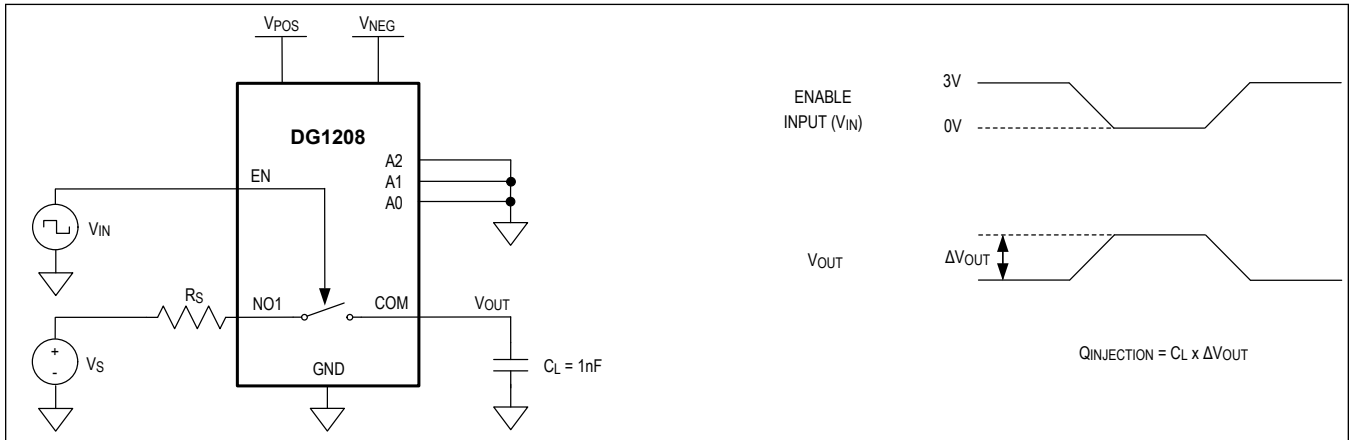 VPOS
VNEG
DG1208
A2
A1
A0
EN
VIN
RS
NO1
COM
VOUT
+
-
VS
GND
CL = 1nF
ENABLE
INPUT (VIN)
3V
0V
VOUT
ΔVOUT
QINJECTION = CL x ΔVOUT